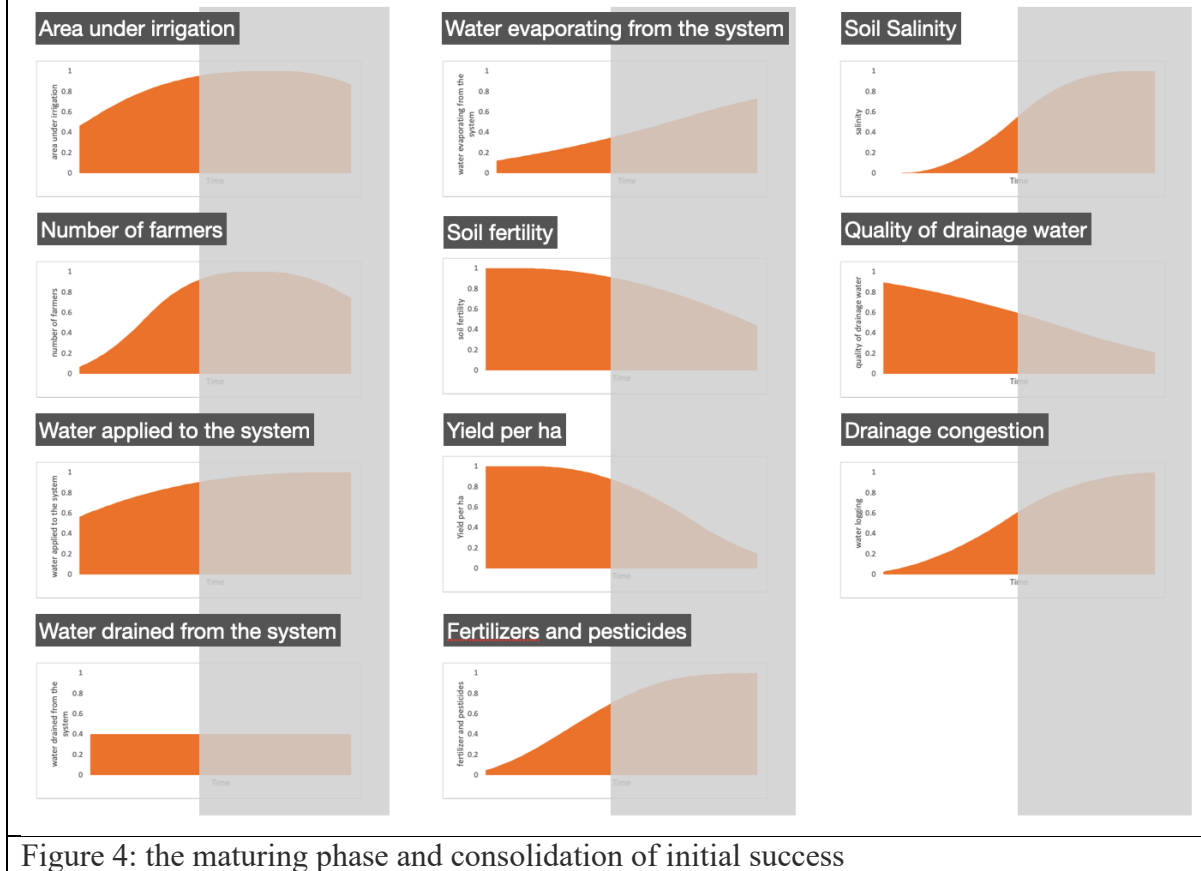 Area under irrigation
1
0.8
0.6
0.4
0.2
0
area under irrigation
Time
Number of farmers
1
0.8
0.6
0.4
0.2
0
number of farmers
Time
Water applied to the system
1
0.8
0.6
0.4
0.2
0
water applied to the system
Time
Water drained from the system
1
0.8
0.6
0.4
0.2
0
water drained from the
system
Time
Water evaporating from the system
1
0.8
0.6
0.4
0.2
0
water evaporating from the
system
Time
Soil fertility
1
0.8
0.6
0.4
0.2
0
soil fertility
Time
Yield per ha
1
0.8
0.6
0.4
0.2
0
Yield per ha
Time
Fertilizers and pesticides
1
0.8
0.6
0.4
0.2
0
fertilizer and pesticides
Time
Soil Salinity
1
0.8
0.6
0.4
0.2
0
salinity
Time
Quality of drainage water
1
0.8
0.6
0.4
0.2
0
quality of drainage water
Time
Drainage congestion
1
0.8
0.6
0.4
0.2
0
water logging
Time
Figure 4: the maturing phase and consolidation of initial success